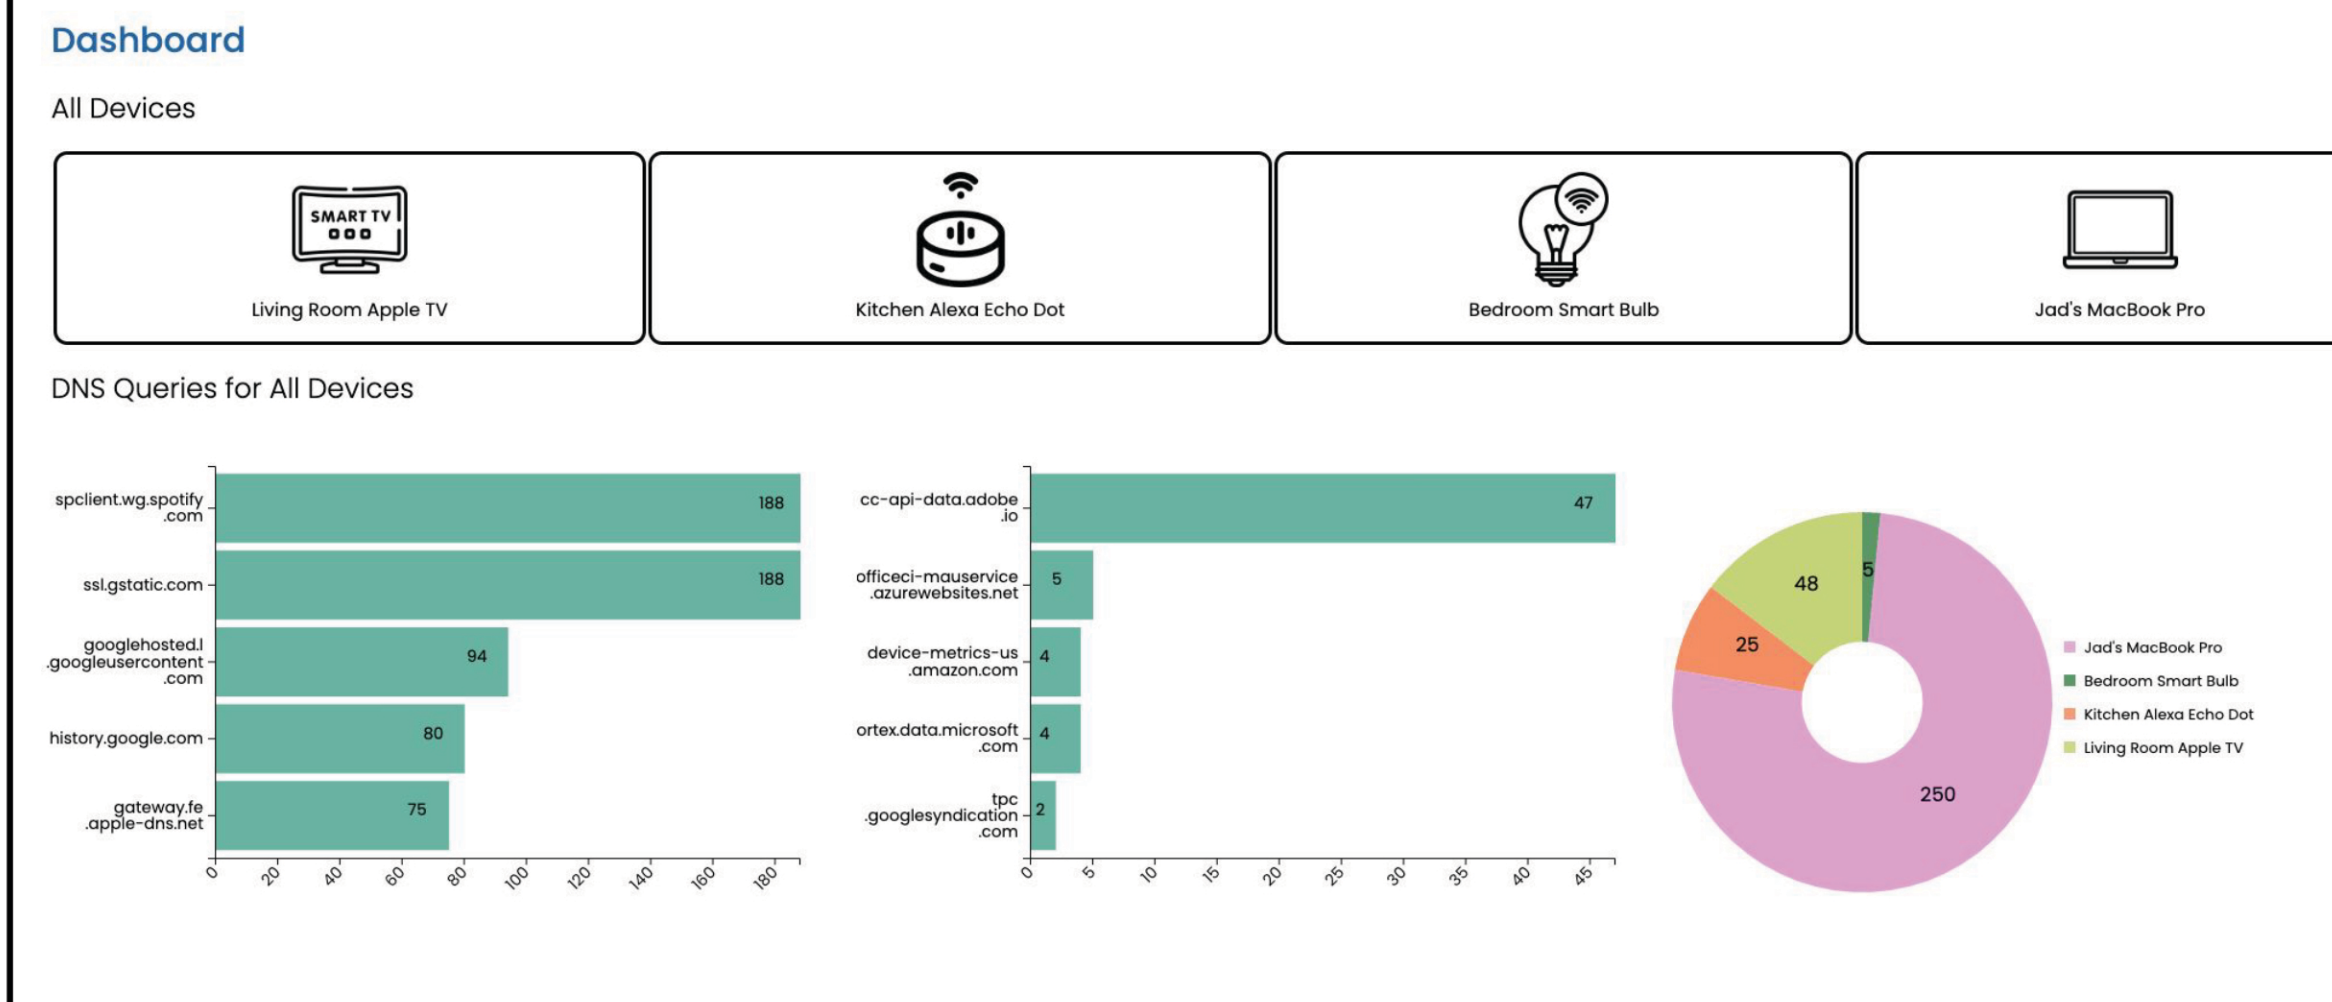 Dashboard
All Devices
SMART TV
Living Room Apple TV
Kitchen Alexa Echo Dot
Bedroom Smart Bulb
Jad's MacBook Pro
DNS Queries for All Devices
spclient.wg.spotify
.com
188
ssl.gstatic.com
188
googlehosted.l
.googleusercontent
.com
94
history.google.com
80
gateway.fe
.apple-dns.net
75
0 20 40 60 80 100 120 140 160 180
cc-api-data.adobe
.io
47
officeci-mauservice
.azurewebsites.net
5
device-metrics-us
.amazon.com
4
ortex.data.microsoft
.com
4
tpc
.googlesyndication
.com
2
0 5 10 15 20 25 30 35 40 45
5
48
25
250
Jad's MacBook Pro
Bedroom Smart Bulb
Kitchen Alexa Echo Dot
Living Room Apple TV